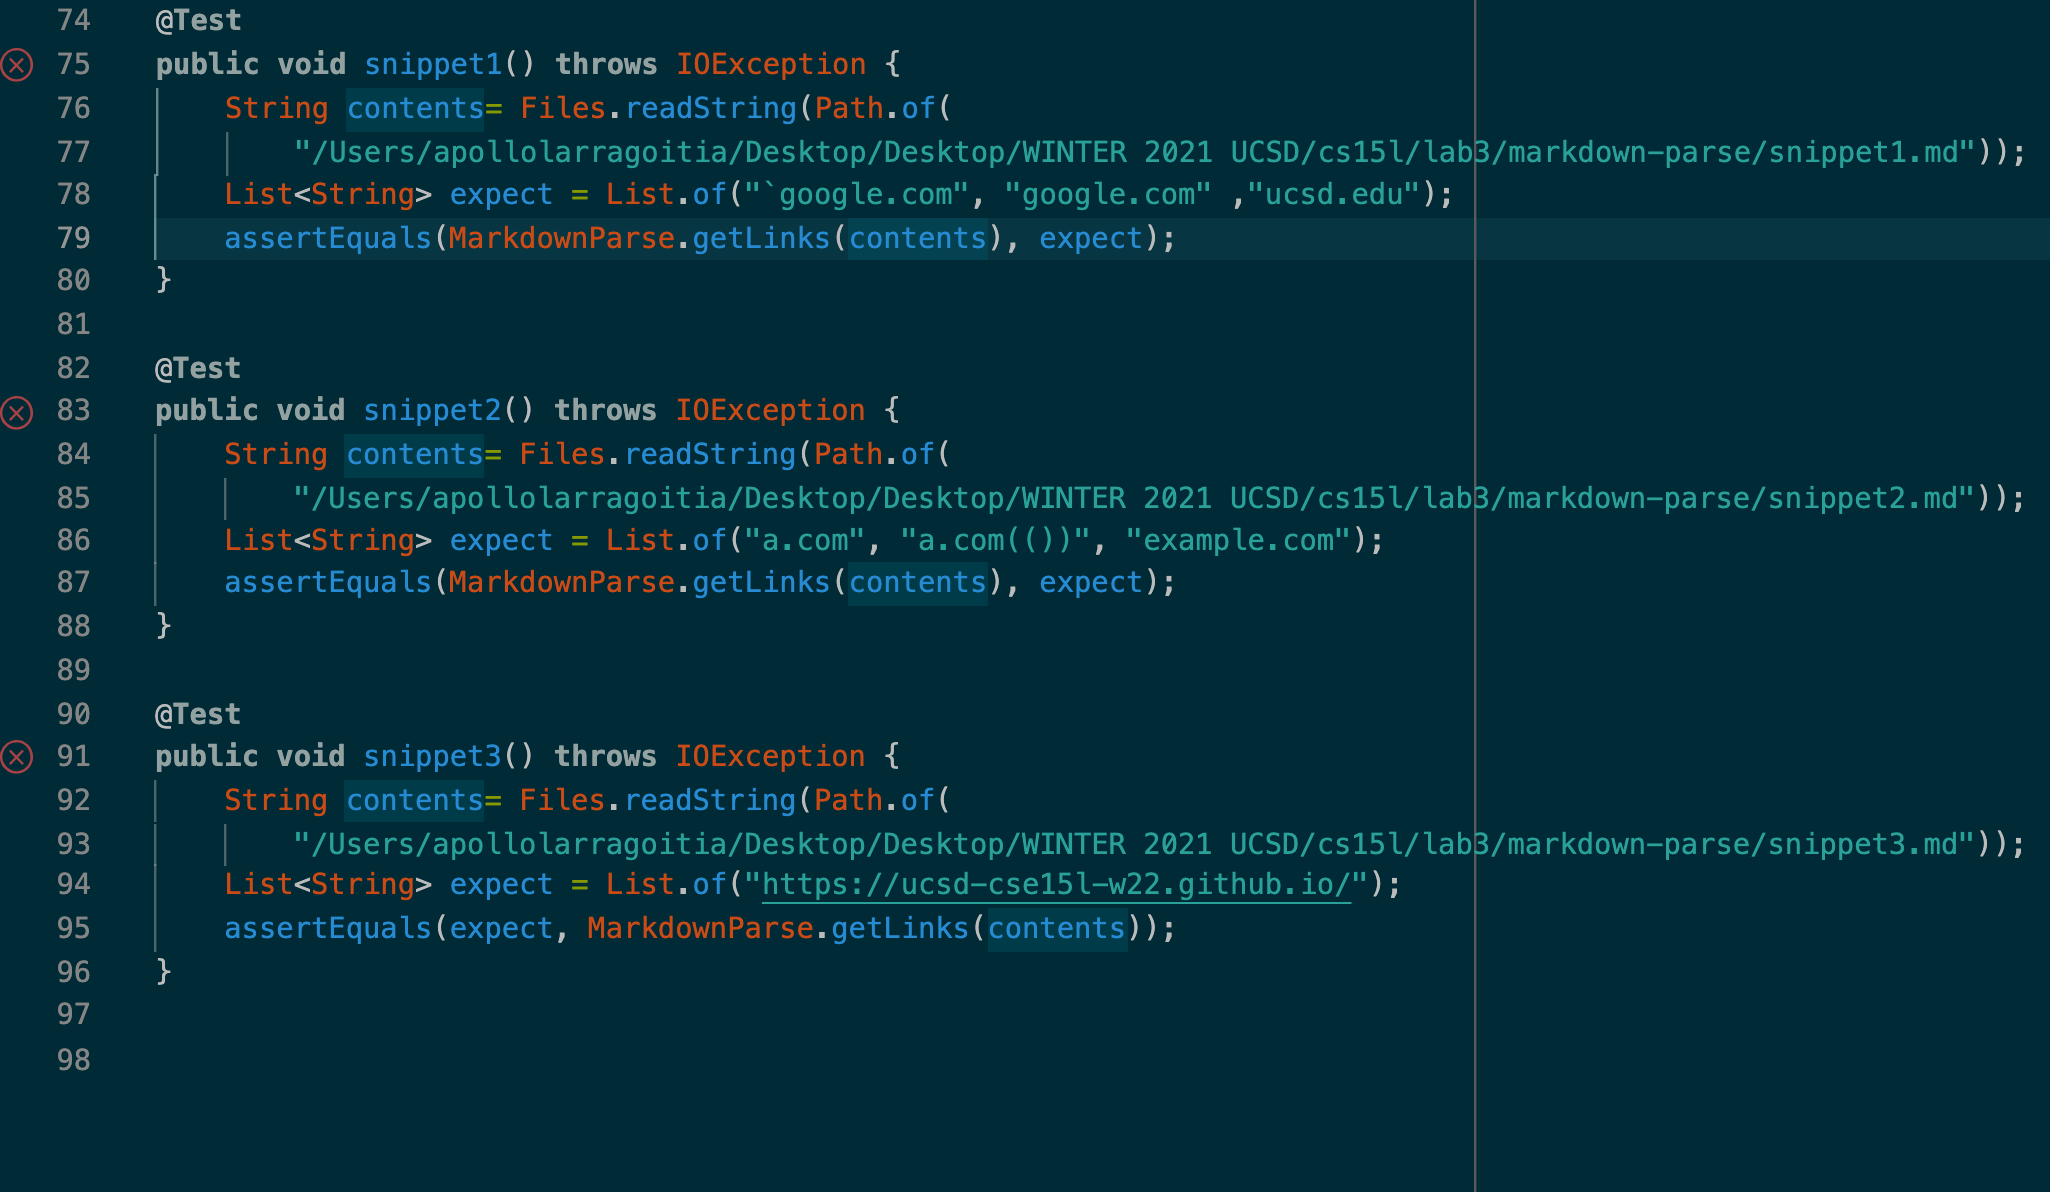 74 @Test
75 public void snippet1() throws IOException {
76 String contents= Files.readString(Path.of(
77 "/Users/apollolarragoitia/Desktop/Desktop/WINTER 2021 UCSD/cs15l/lab3/markdown-parse/snippet1.md"));
78 List<String> expect = List.of("`google.com", "google.com" ,"ucsd.edu");
79 assertEquals(MarkdownParse.getLinks(contents), expect);
80 }
81
82 @Test
83 public void snippet2() throws IOException {
84 String contents= Files.readString(Path.of(
85 "/Users/apollolarragoitia/Desktop/Desktop/WINTER 2021 UCSD/cs15l/lab3/markdown-parse/snippet2.md"));
86 List<String> expect = List.of("a.com", "a.com(())", "example.com");
87 assertEquals(MarkdownParse.getLinks(contents), expect);
88 }
89
90 @Test
91 public void snippet3() throws IOException {
92 String contents= Files.readString(Path.of(
93 "/Users/apollolarragoitia/Desktop/Desktop/WINTER 2021 UCSD/cs15l/lab3/markdown-parse/snippet3.md"));
94 List<String> expect = List.of("https://ucsd-cse15l-w22.github.io/");
95 assertEquals(expect, MarkdownParse.getLinks(contents));
96 }
97
98